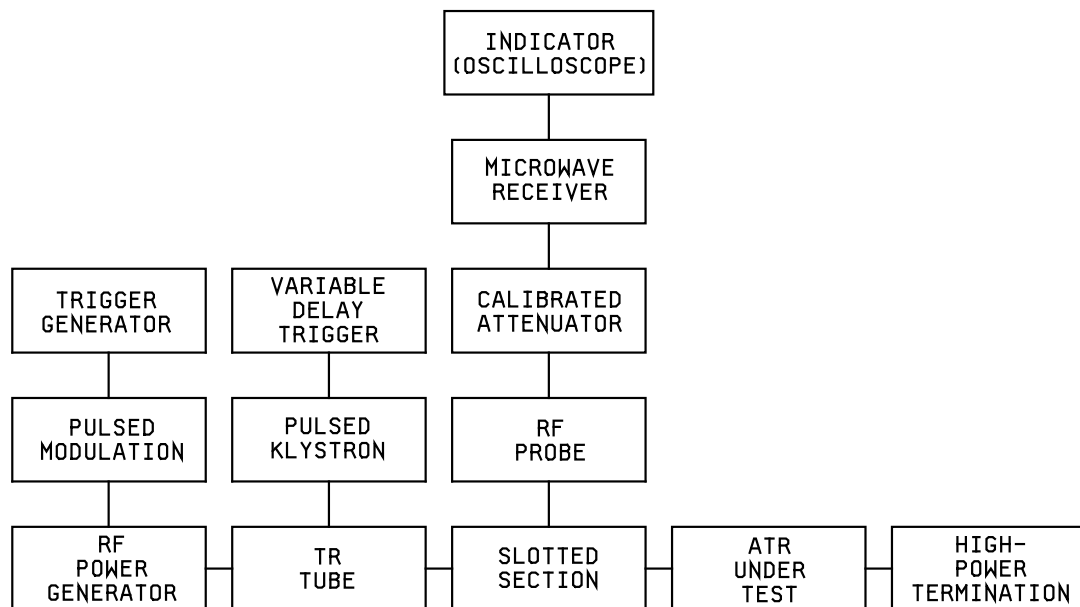 INDICATOR
(OSCILLOSCOPE)
MICROWAVE
RECEIVER
TRIGGER
GENERATOR
VARIABLE
DELAY
TRIGGER
CALIBRATED
ATTENUATOR
PULSED
MODULATION
PULSED
KLYSTRON
RF
PROBE
RF
POWER
GENERATOR
TR
TUBE
SLOTTED
SECTION
ATR
UNDER
TEST
HIGH-
POWER
TERMINATION